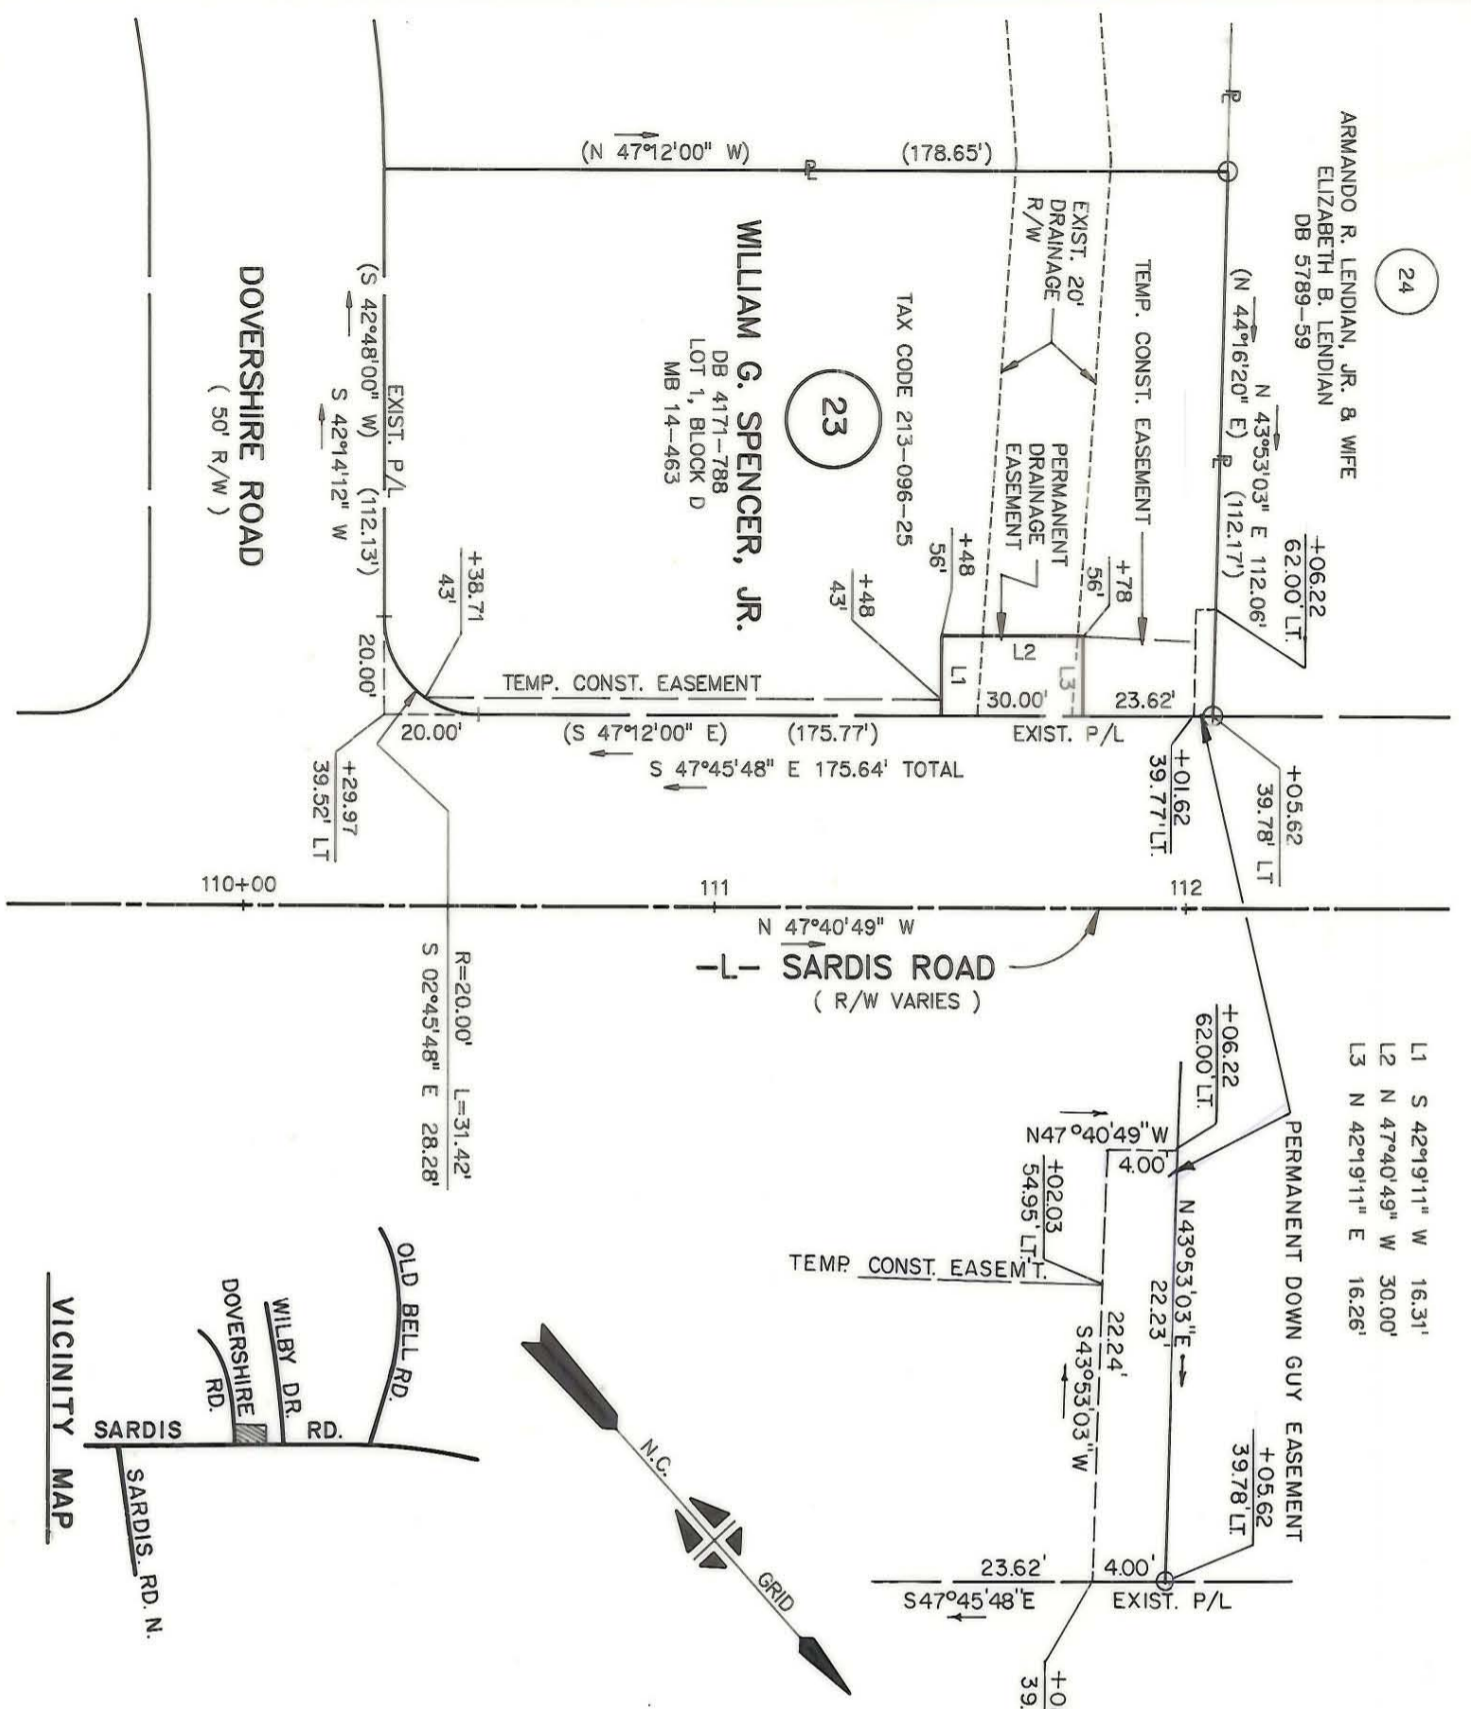 24
ARMANDO R. LENDIAN, JR. & WIFE
ELIZABETH B. LENDIAN
DB 5789-59
P/L
(N 44°16'20" E) (112.17')
N 43°53'03" E 112.06'
P/L
+06.22
62.00' LT.
(N 47°12'00" W)
P/L
(178.65')
EXIST. 20'
DRAINAGE
R/W
TEMP. CONST. EASEMENT
PERMANENT
DRAINAGE
EASEMENT
TAX CODE 213-096-25
23
WILLIAM G. SPENCER, JR.
DB 4171-788
LOT 1, BLOCK D
MB 14-463
+48
56'
+78
56'
+48
43'
+38.71
43'
EXIST. P/L
(S 42°48'00" W) (112.13')
S 42°14'12" W
20.00'
DOVERSHIRE ROAD
( 50' R/W )
TEMP. CONST. EASEMENT
L1
L2
L3
30.00'
23.62'
20.00'
(S 47°12'00" E) (175.77')
EXIST. P/L
S 47°45'48" E 175.64' TOTAL
+29.97
39.52' LT
+01.62
39.77' LT.
+05.62
39.78' LT
110+00
111
112
N 47°40'49" W
-L- SARDIS ROAD
( R/W VARIES )
R=20.00' L=31.42'
S 02°45'48" E 28.28'
L1 S 42°19'11" W 16.31'
L2 N 47°40'49" W 30.00'
L3 N 42°19'11" E 16.26'
PERMANENT DOWN GUY EASEMENT
+06.22
62.00' LT.
N47°40'49"W
4.00'
+02.03
54.95' LT.
TEMP. CONST. EASEM'T.
N 43°53'03"E
22.23'
22.24'
S43°53'03"W
+05.62
39.78' LT.
23.62'
4.00'
S47°45'48"E
EXIST. P/L
+0
39.
N.C.
GRID
OLD BELL RD.
WILBY DR.
DOVERSHIRE
RD.
SARDIS RD.
SARDIS. RD. N.
VICINITY MAP